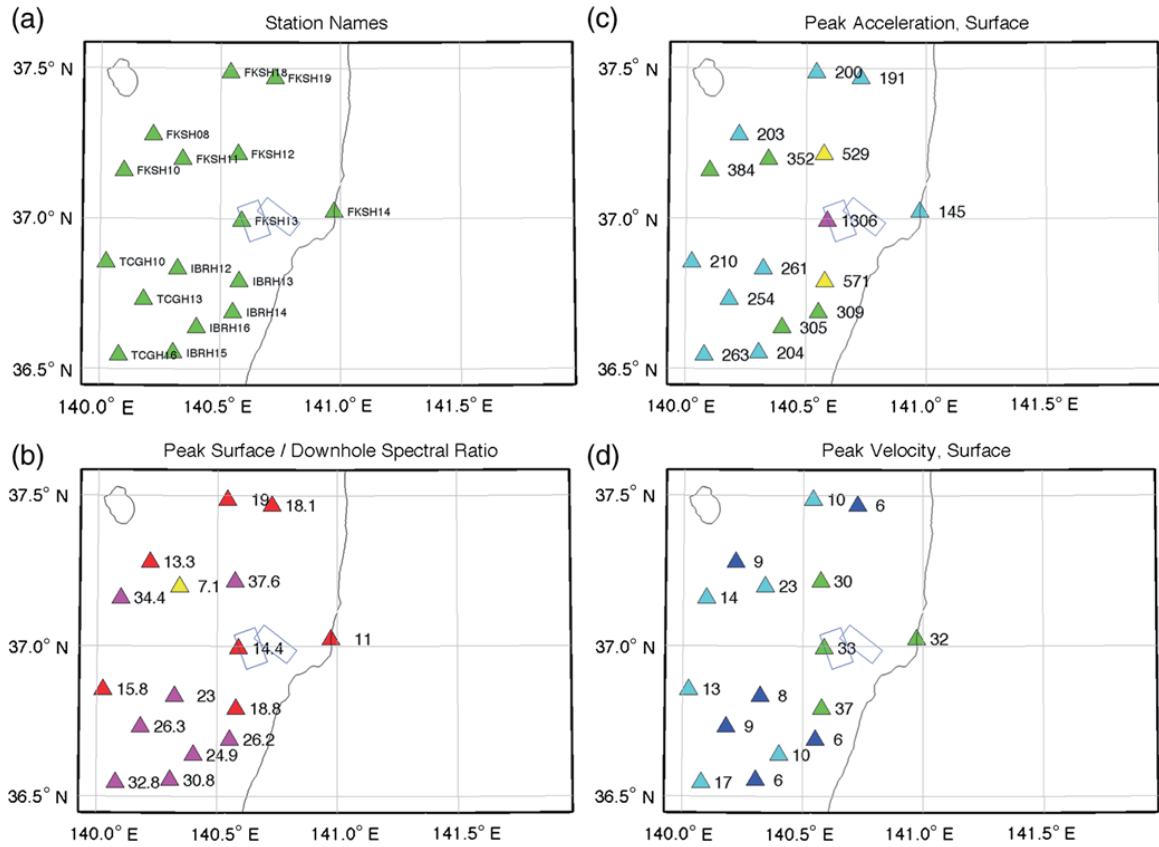 (a)
Station Names
37.5° N
37.0° N
36.5° N
140.0° E
140.5° E
141.0° E
141.5° E
FKSH18
FKSH19
FKSH08
FKSH11
FKSH12
FKSH10
FKSH13
FKSH14
TCGH10
IBRH12
IBRH13
TCGH13
IBRH14
IBRH16
TCGH16
IBRH15
(c)
Peak Acceleration, Surface
37.5° N
37.0° N
36.5° N
140.0° E
140.5° E
141.0° E
141.5° E
200
191
203
352
529
384
1306
145
210
261
571
254
309
305
263
204
(b)
Peak Surface / Downhole Spectral Ratio
37.5° N
37.0° N
36.5° N
140.0° E
140.5° E
141.0° E
141.5° E
19
18.1
13.3
7.1
37.6
34.4
14.4
11
15.8
23
18.8
26.3
26.2
24.9
32.8
30.8
(d)
Peak Velocity, Surface
37.5° N
37.0° N
36.5° N
140.0° E
140.5° E
141.0° E
141.5° E
10
6
9
23
30
14
33
32
13
8
37
9
6
10
17
6